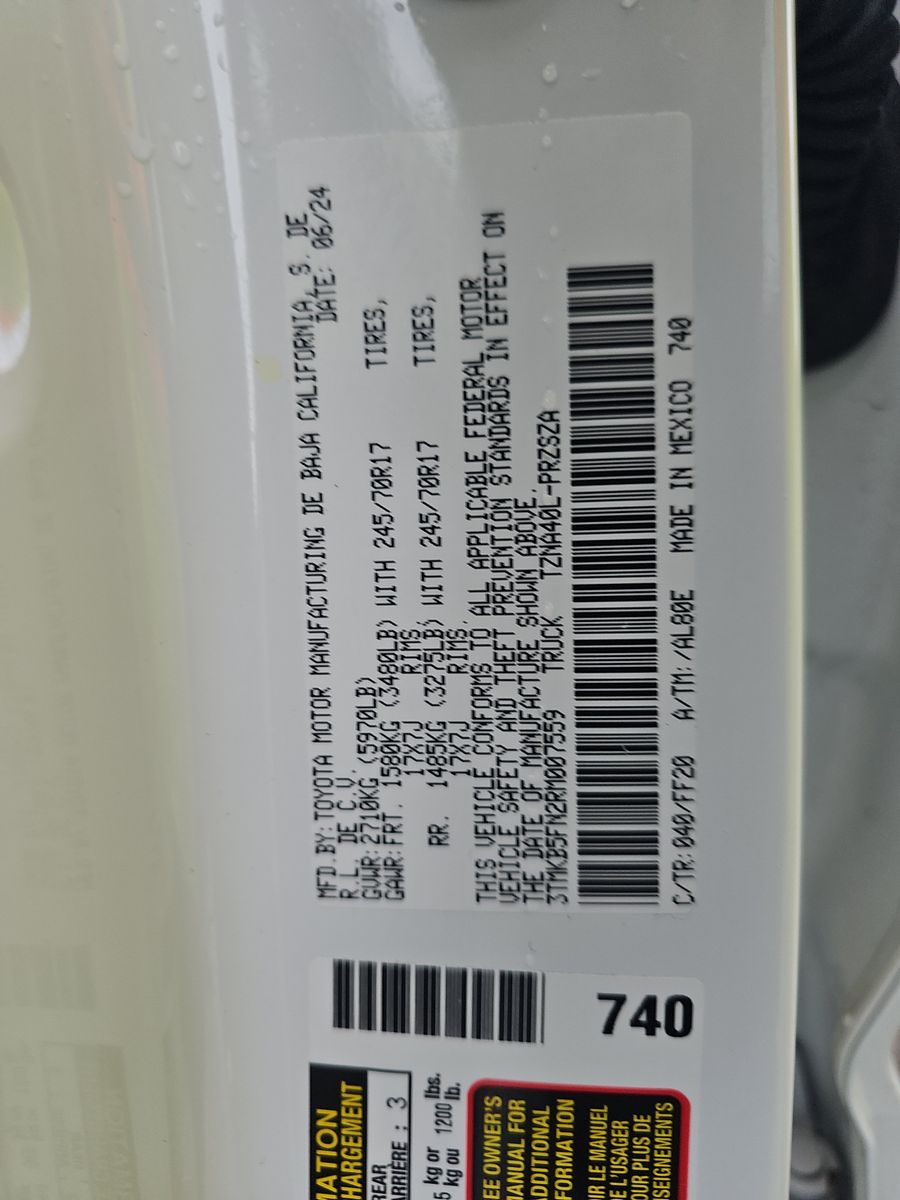 MFD.BY:TOYOTA MOTOR MANUFACTURING DE BAJA CALIFORNIA, S. DE
R.L. DE C.V. DATE: 06/24
GVWR:2710KG (5970LB)
GAWR:FRT. 1580KG (3480LB) WITH 245/70R17 TIRES,
17X7J RIMS,
RR. 1485KG (3275LB) WITH 245/70R17 TIRES,
17X7J RIMS.
THIS VEHICLE CONFORMS TO ALL APPLICABLE FEDERAL MOTOR
VEHICLE SAFETY AND THEFT PREVENTION STANDARDS IN EFFECT ON
THE DATE OF MANUFACTURE SHOWN ABOVE.
3TMKB5FN2RM007559 TRUCK TZNA40L-PRZSZA
C/TR:040/FF20 A/TM:/AL80E MADE IN MEXICO 740
740
MATION
HARGEMENT
REAR
ARRIÈRE : 3
5 kg or 1200 lbs.
kg ou lb.
EE OWNER'S
ANUAL FOR
ADDITIONAL
FORMATION
IR LE MANUEL
E L'USAGER
OUR PLUS DE
SEIGNEMENTS